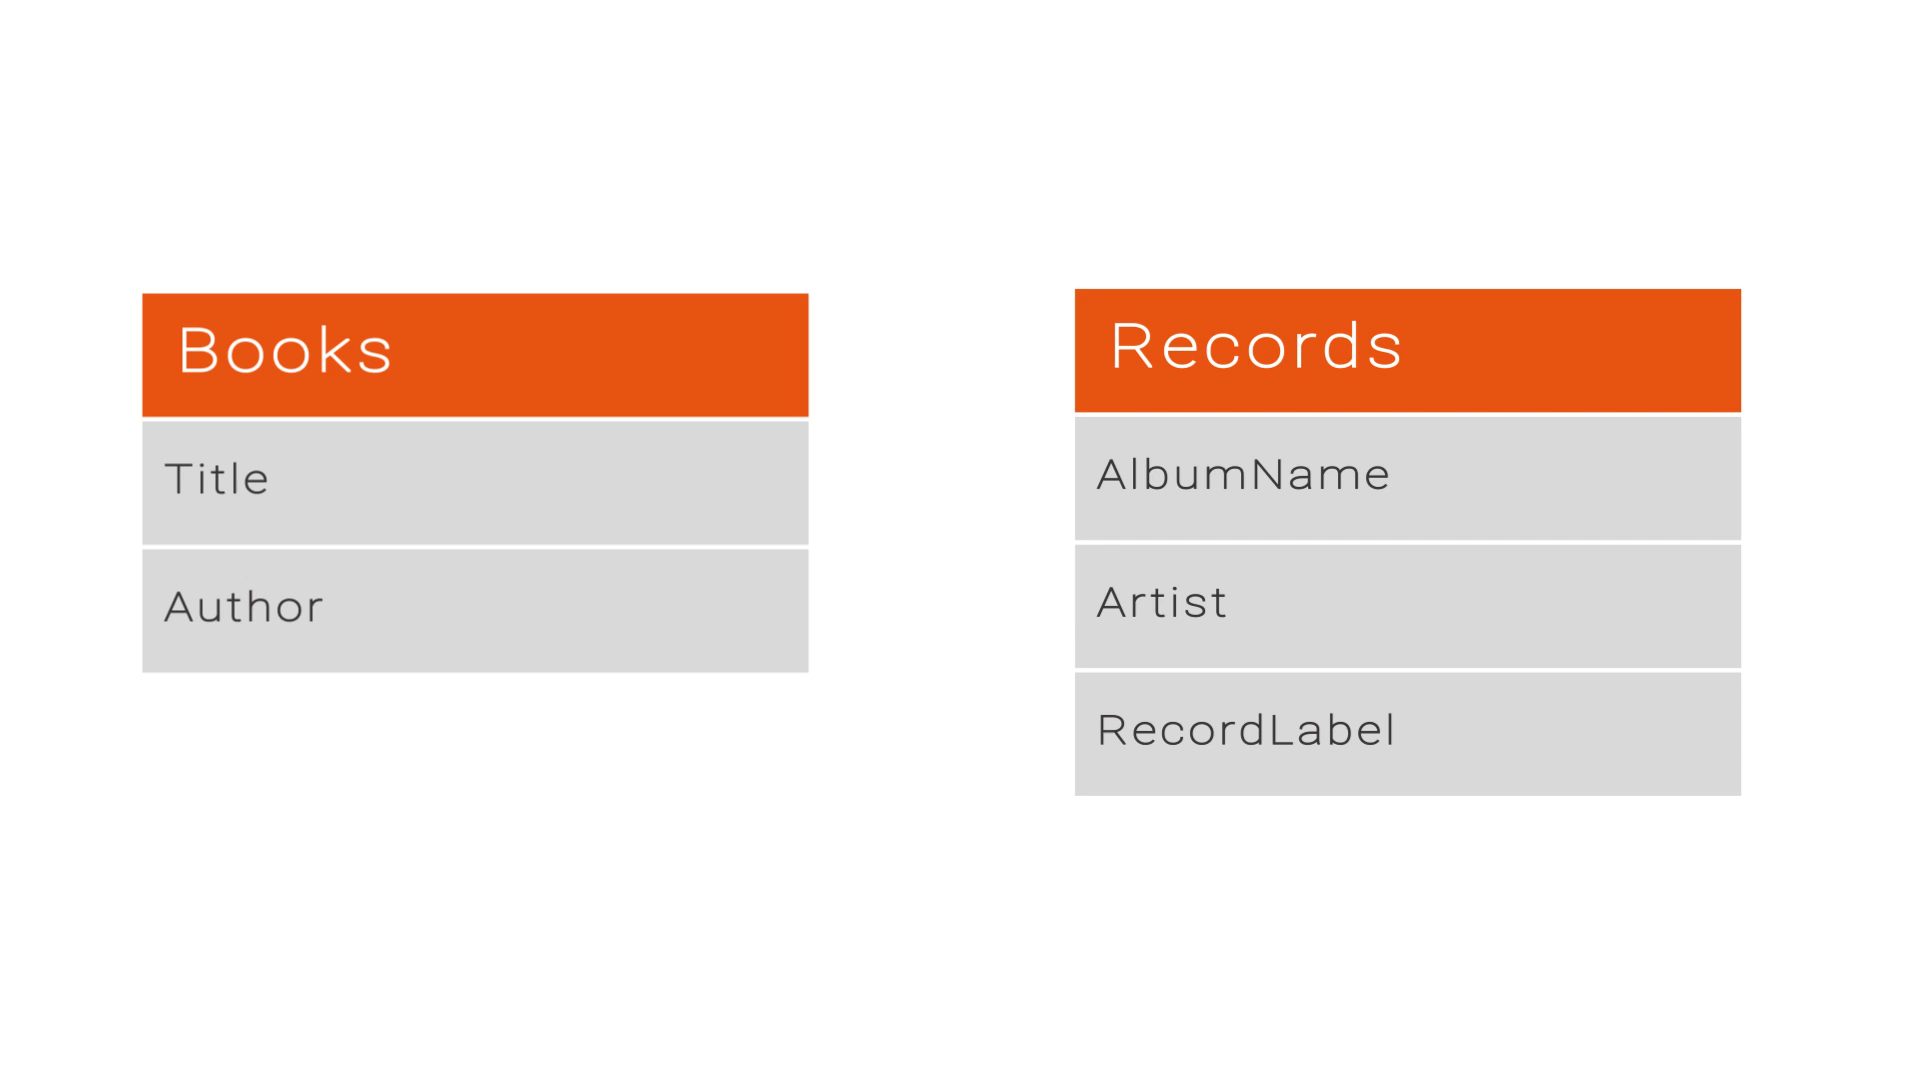 Books
Title
Author
Records
AlbumName
Artist
RecordLabel